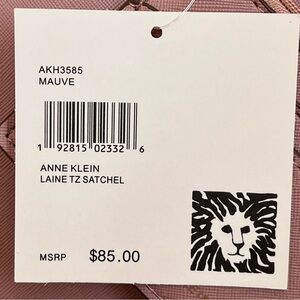 AKH3585
MAUVE
1 92815 02332 6
ANNE KLEIN
LAINE TZ SATCHEL
MSRP $85.00